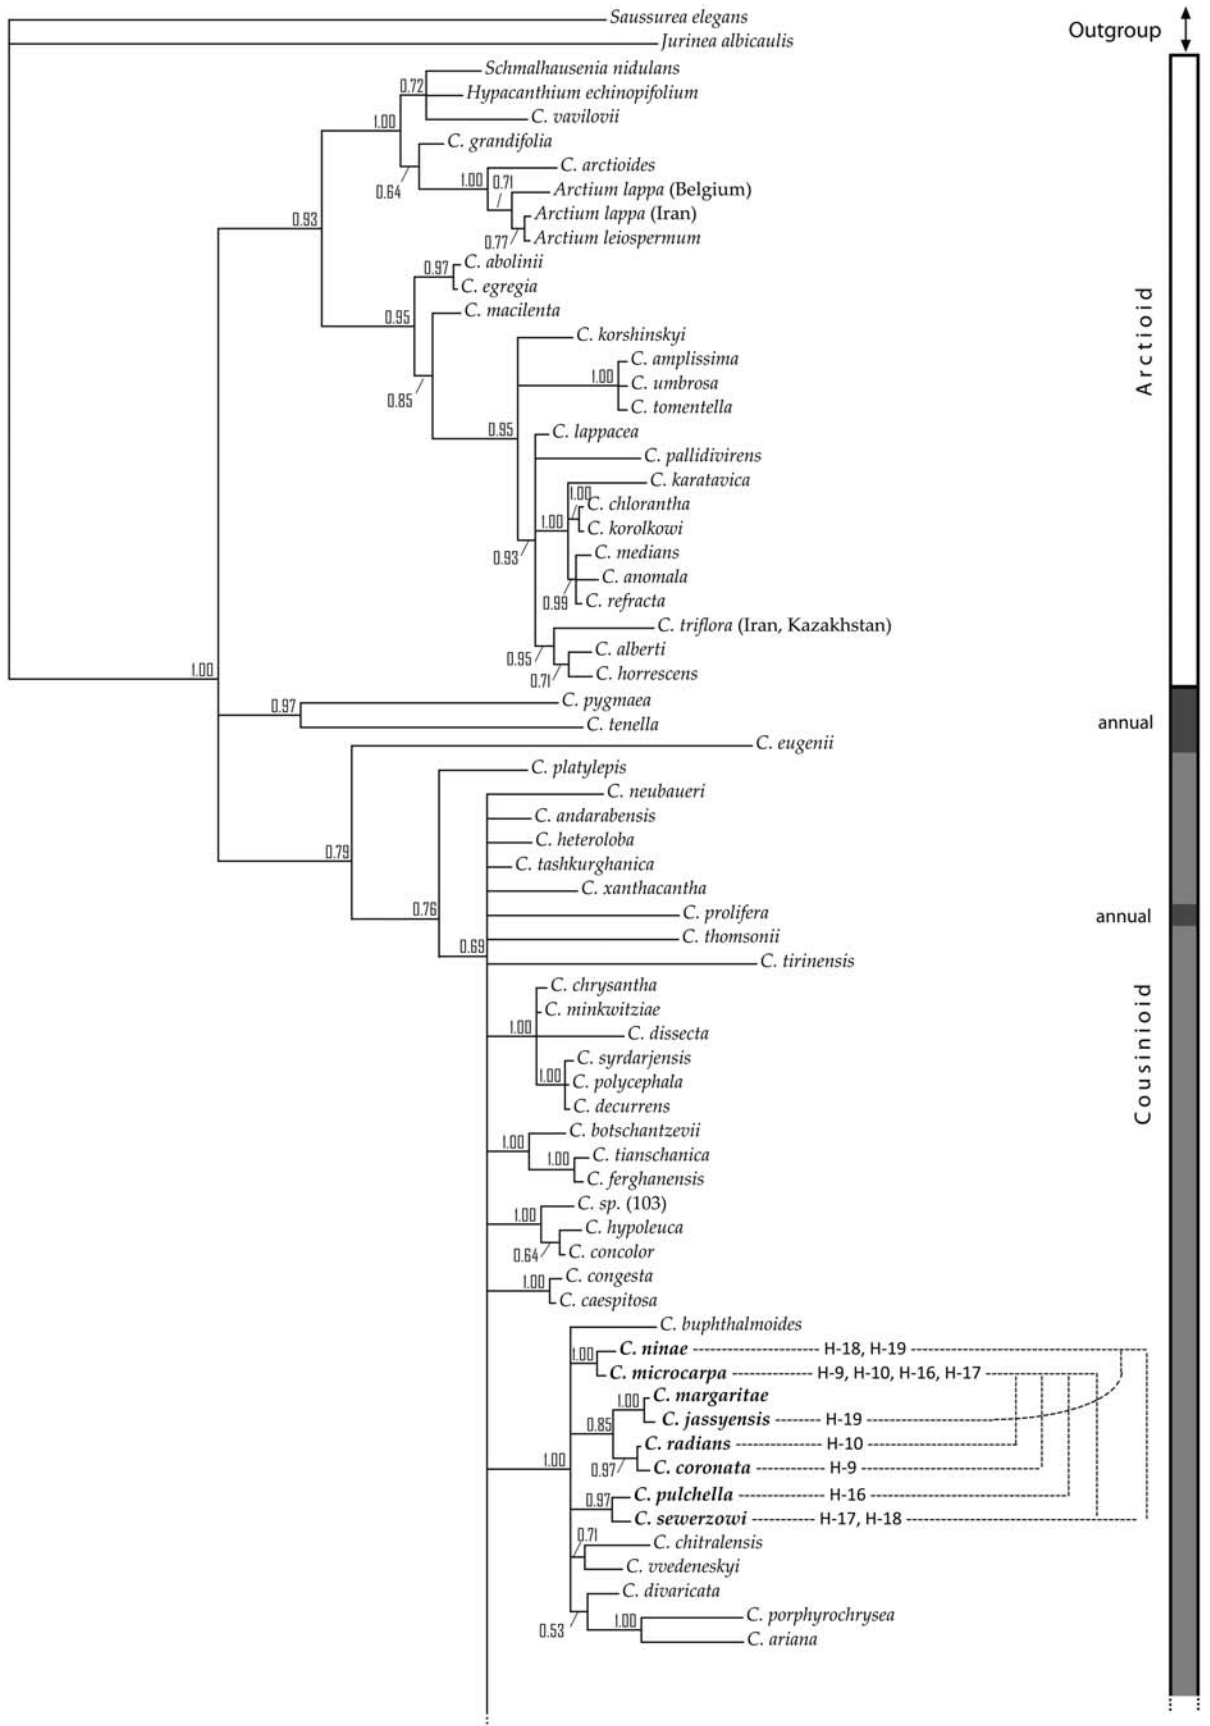 Saussurea elegans
Outgroup
Jurinea albicaulis
Schmalhausenia nidulans
0.72
Hypacanthium echinopifolium
C. vavilovii
1.00
C. grandifolia
C. arctioides
0.64
1.00
0.71
Arctium lappa (Belgium)
Arctium lappa (Iran)
0.93
0.77
Arctium leiospermum
C. abolinii
0.97
C. egregia
C. macilenta
0.95
C. korshinskyi
C. amplissima
1.00
C. umbrosa
0.85
C. tomentella
Arctioid
0.95
C. lappacea
C. pallidivirens
C. karatavica
1.00
C. chlorantha
1.00
C. korolkowi
0.93
C. medians
C. anomala
0.99
C. refracta
C. triflora (Iran, Kazakhstan)
C. alberti
0.95
C. horrescens
0.71
1.00
C. pygmaea
0.97
C. tenella
annual
C. eugenii
C. platylepis
C. neubaueri
C. andarabensis
C. heteroloba
0.79
C. tashkurghanica
C. xanthacantha
0.76
C. prolifera
annual
C. thomsonii
0.69
C. tirinensis
C. chrysantha
C. minkwitziae
1.00
C. dissecta
C. syrdarjensis
1.00
C. polycephala
C. decurrens
Cousinioid
C. botschantzevii
1.00
C. tianschanica
1.00
C. ferghanensis
C. sp. (103)
1.00
C. hypoleuca
0.64
C. concolor
C. congesta
1.00
C. caespitosa
C. buphthalmoides
C. ninae H-18, H-19
1.00
C. microcarpa H-9, H-10, H-16, H-17
C. margaritae
1.00
C. jassyensis H-19
0.85
C. radians H-10
0.97
C. coronata H-9
1.00
C. pulchella H-16
0.97
C. sewerzowi H-17, H-18
0.71
C. chitralensis
C. vvedeneskyi
C. divaricata
C. porphyrochrysea
0.53
1.00
C. ariana